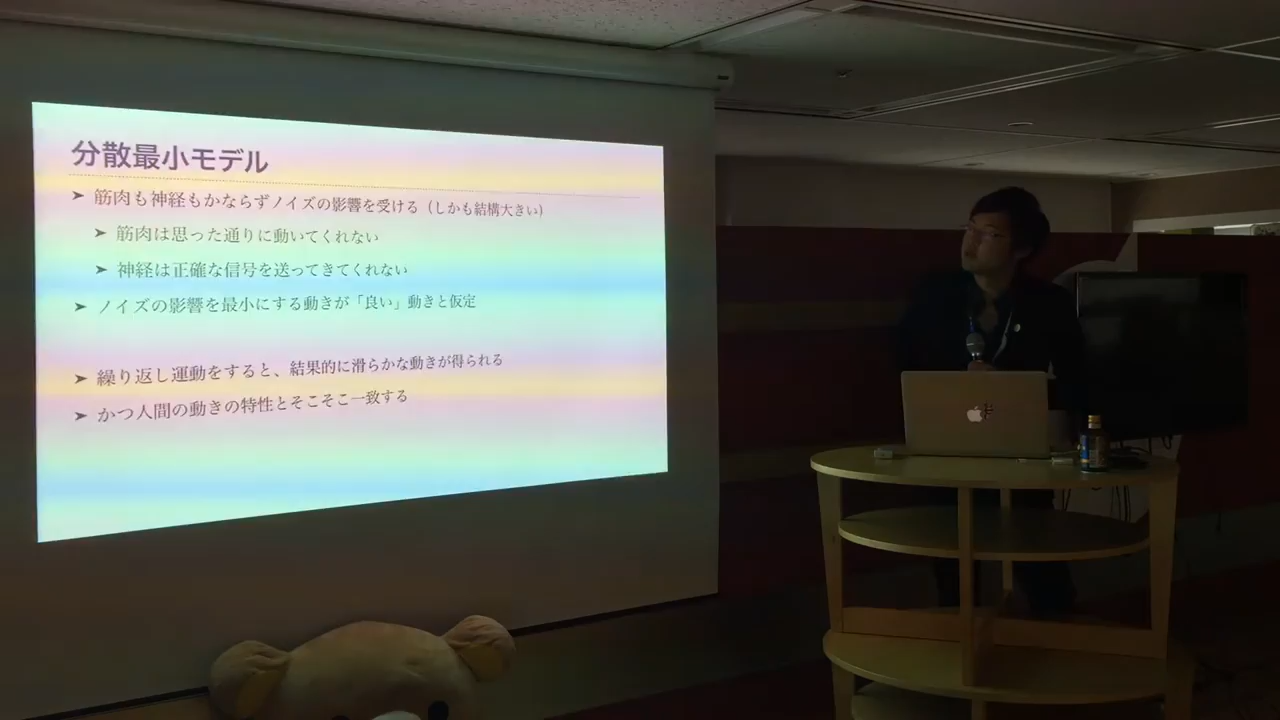 分散最小モデル
筋肉も神経もかならずノイズの影響を受ける（しかも結構大きい）
筋肉は思った通りに動いてくれない
神経は正確な信号を送ってきてくれない
ノイズの影響を最小にする動きが「良い」動きと仮定
繰り返し運動をすると、結果的に滑らかな動きが得られる
かつ人間の動きの特性とそこそこ一致する